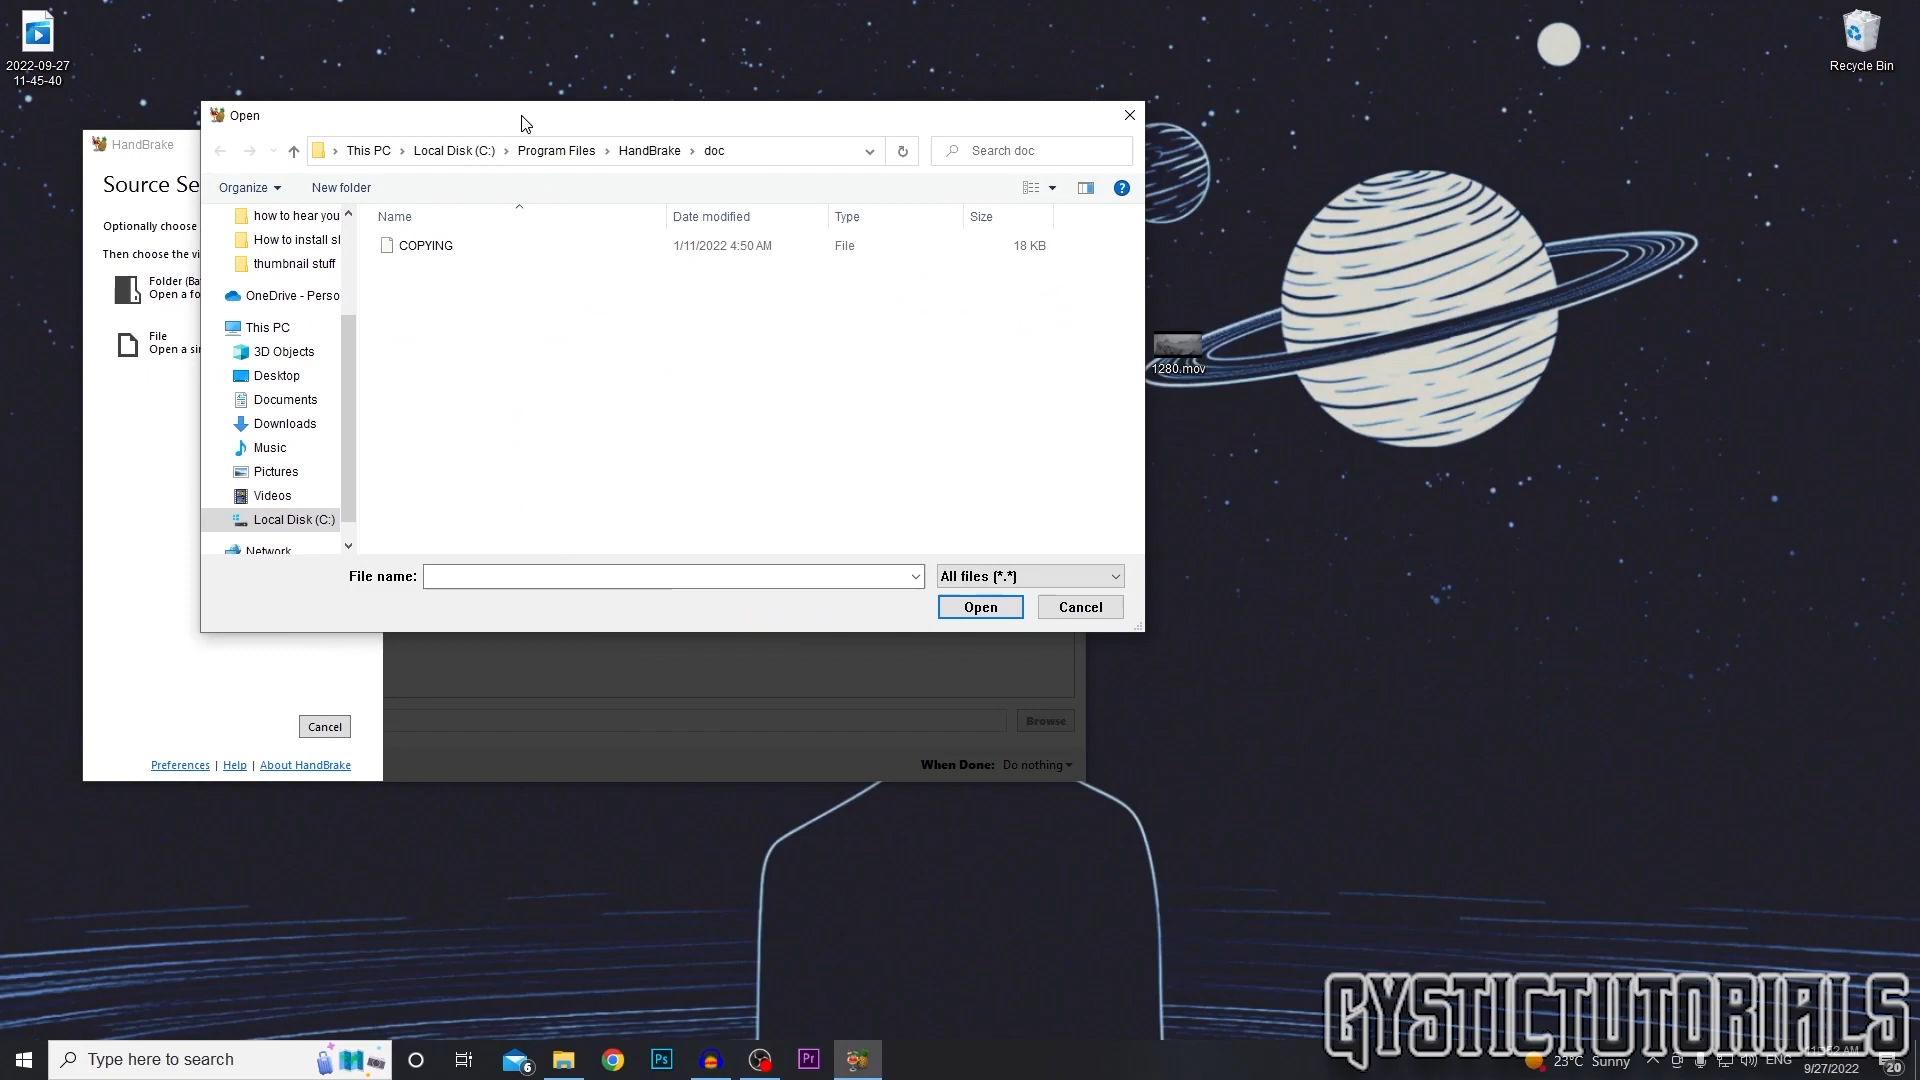 2022-09-27
11-45-40
Recycle Bin
Open
HandBrake
This PC > Local Disk (C:) > Program Files > HandBrake > doc
Search doc
Source Se
Organize
New folder
Optionally choose
Then choose the vi
Folder (Ba
Open a fo
File
Open a sin
how to hear you
How to install sl
thumbnail stuff
OneDrive - Perso
This PC
3D Objects
Desktop
Documents
Downloads
Music
Pictures
Videos
Local Disk (C:)
Network
Name Date modified Type Size
COPYING 1/11/2022 4:50 AM File 18 KB
1280.mov
File name:
All files (*.*)
Open
Cancel
Browse
Cancel
Preferences | Help | About HandBrake
When Done: Do nothing
GYSTICTUTORIALS
Type here to search
6
Ps
Pr
23°C Sunny
ENG
9/27/2022
20